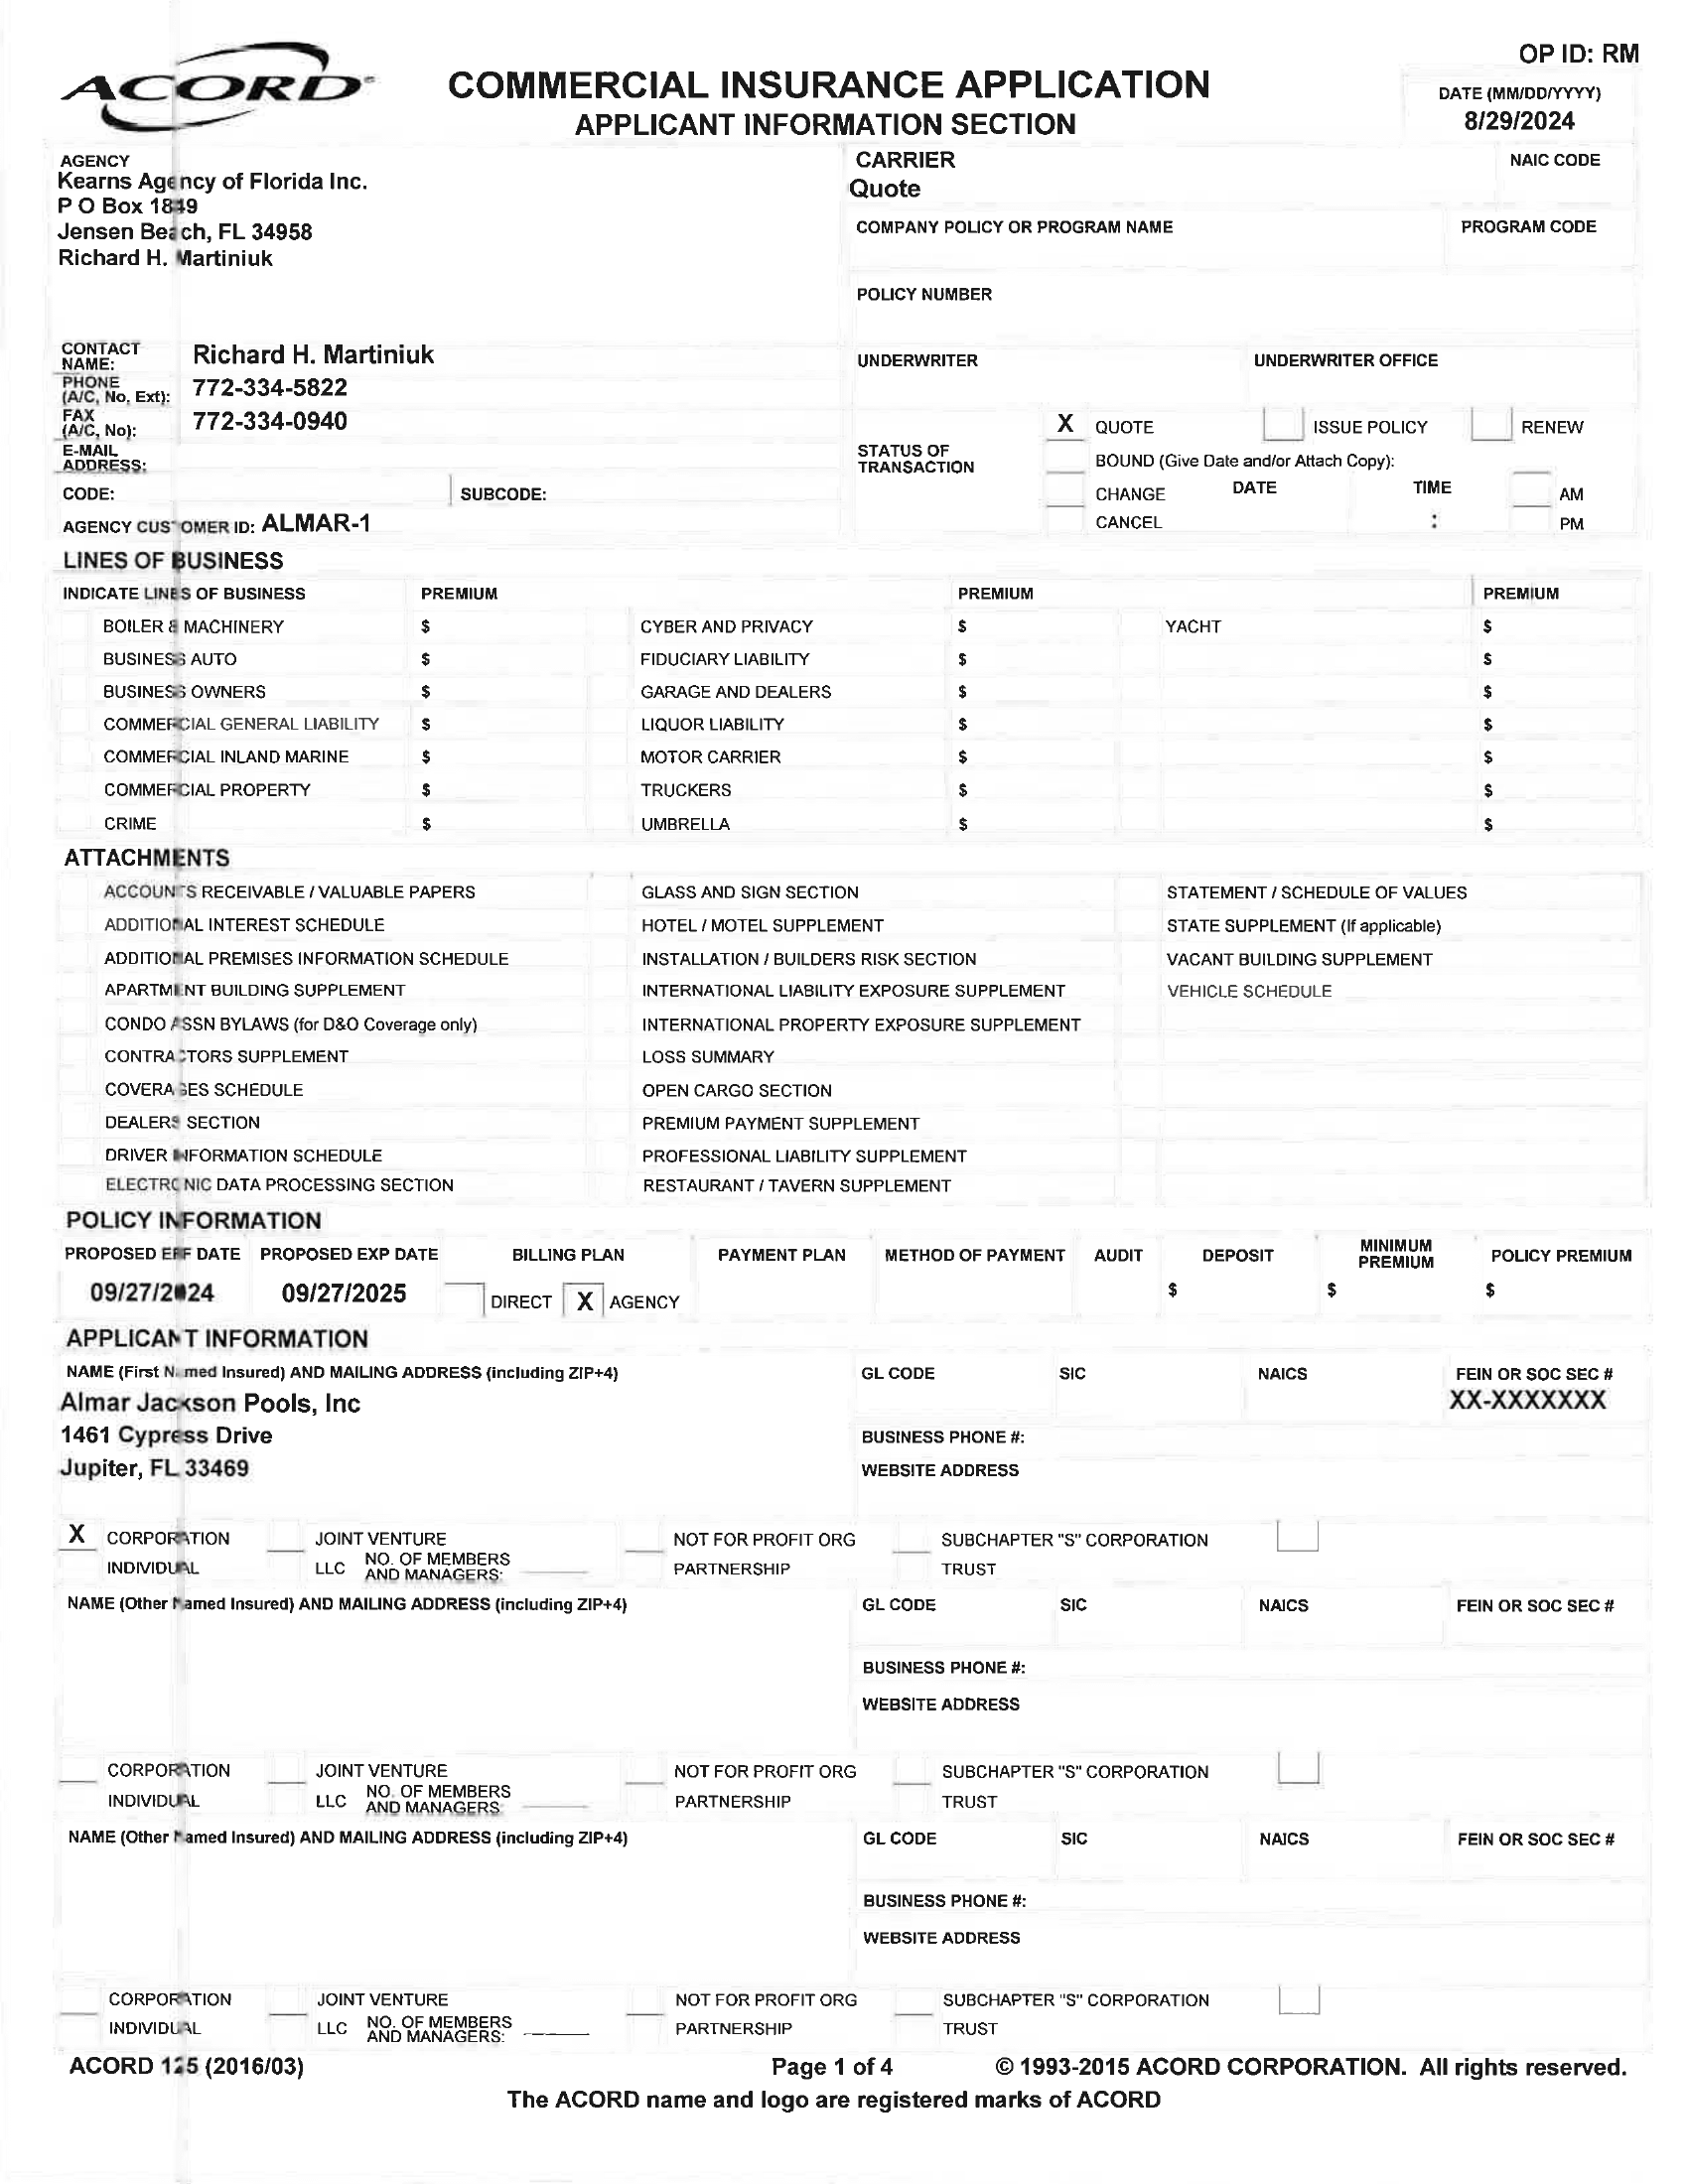 OP ID: RM
ACORD®
COMMERCIAL INSURANCE APPLICATION
APPLICANT INFORMATION SECTION
DATE (MM/DD/YYYY)
8/29/2024
AGENCY
Kearns Agency of Florida Inc.
P O Box 1849
Jensen Beach, FL 34958
Richard H. Martiniuk
CARRIER
NAIC CODE
Quote
COMPANY POLICY OR PROGRAM NAME
PROGRAM CODE
POLICY NUMBER
CONTACT NAME: Richard H. Martiniuk
PHONE (A/C, No, Ext): 772-334-5822
FAX (A/C, No): 772-334-0940
E-MAIL ADDRESS:
CODE:
SUBCODE:
AGENCY CUSTOMER ID: ALMAR-1
UNDERWRITER
UNDERWRITER OFFICE
STATUS OF TRANSACTION
X QUOTE
ISSUE POLICY
RENEW
BOUND (Give Date and/or Attach Copy):
CHANGE
DATE
TIME
AM
CANCEL
:
PM
LINES OF BUSINESS
INDICATE LINES OF BUSINESS PREMIUM PREMIUM PREMIUM
BOILER & MACHINERY $ CYBER AND PRIVACY $ YACHT $
BUSINESS AUTO $ FIDUCIARY LIABILITY $ $
BUSINESS OWNERS $ GARAGE AND DEALERS $ $
COMMERCIAL GENERAL LIABILITY $ LIQUOR LIABILITY $ $
COMMERCIAL INLAND MARINE $ MOTOR CARRIER $ $
COMMERCIAL PROPERTY $ TRUCKERS $ $
CRIME $ UMBRELLA $ $
ATTACHMENTS
ACCOUNTS RECEIVABLE / VALUABLE PAPERS GLASS AND SIGN SECTION STATEMENT / SCHEDULE OF VALUES
ADDITIONAL INTEREST SCHEDULE HOTEL / MOTEL SUPPLEMENT STATE SUPPLEMENT (If applicable)
ADDITIONAL PREMISES INFORMATION SCHEDULE INSTALLATION / BUILDERS RISK SECTION VACANT BUILDING SUPPLEMENT
APARTMENT BUILDING SUPPLEMENT INTERNATIONAL LIABILITY EXPOSURE SUPPLEMENT VEHICLE SCHEDULE
CONDO ASSN BYLAWS (for D&O Coverage only) INTERNATIONAL PROPERTY EXPOSURE SUPPLEMENT
CONTRACTORS SUPPLEMENT LOSS SUMMARY
COVERAGES SCHEDULE OPEN CARGO SECTION
DEALERS SECTION PREMIUM PAYMENT SUPPLEMENT
DRIVER INFORMATION SCHEDULE PROFESSIONAL LIABILITY SUPPLEMENT
ELECTRONIC DATA PROCESSING SECTION RESTAURANT / TAVERN SUPPLEMENT
POLICY INFORMATION
PROPOSED EFF DATE PROPOSED EXP DATE BILLING PLAN PAYMENT PLAN METHOD OF PAYMENT AUDIT DEPOSIT MINIMUM PREMIUM POLICY PREMIUM
09/27/2024 09/27/2025 DIRECT X AGENCY $ $ $
APPLICANT INFORMATION
NAME (First Named Insured) AND MAILING ADDRESS (including ZIP+4) GL CODE SIC NAICS FEIN OR SOC SEC #
Almar Jackson Pools, Inc XX-XXXXXXX
1461 Cypress Drive BUSINESS PHONE #:
Jupiter, FL 33469 WEBSITE ADDRESS
X CORPORATION JOINT VENTURE NOT FOR PROFIT ORG SUBCHAPTER "S" CORPORATION
INDIVIDUAL LLC NO. OF MEMBERS AND MANAGERS: PARTNERSHIP TRUST
NAME (Other Named Insured) AND MAILING ADDRESS (including ZIP+4) GL CODE SIC NAICS FEIN OR SOC SEC #
BUSINESS PHONE #:
WEBSITE ADDRESS
CORPORATION JOINT VENTURE NOT FOR PROFIT ORG SUBCHAPTER "S" CORPORATION
INDIVIDUAL LLC NO. OF MEMBERS AND MANAGERS: PARTNERSHIP TRUST
NAME (Other Named Insured) AND MAILING ADDRESS (including ZIP+4) GL CODE SIC NAICS FEIN OR SOC SEC #
BUSINESS PHONE #:
WEBSITE ADDRESS
CORPORATION JOINT VENTURE NOT FOR PROFIT ORG SUBCHAPTER "S" CORPORATION
INDIVIDUAL LLC NO. OF MEMBERS AND MANAGERS: PARTNERSHIP TRUST
ACORD 125 (2016/03) Page 1 of 4 © 1993-2015 ACORD CORPORATION. All rights reserved.
The ACORD name and logo are registered marks of ACORD